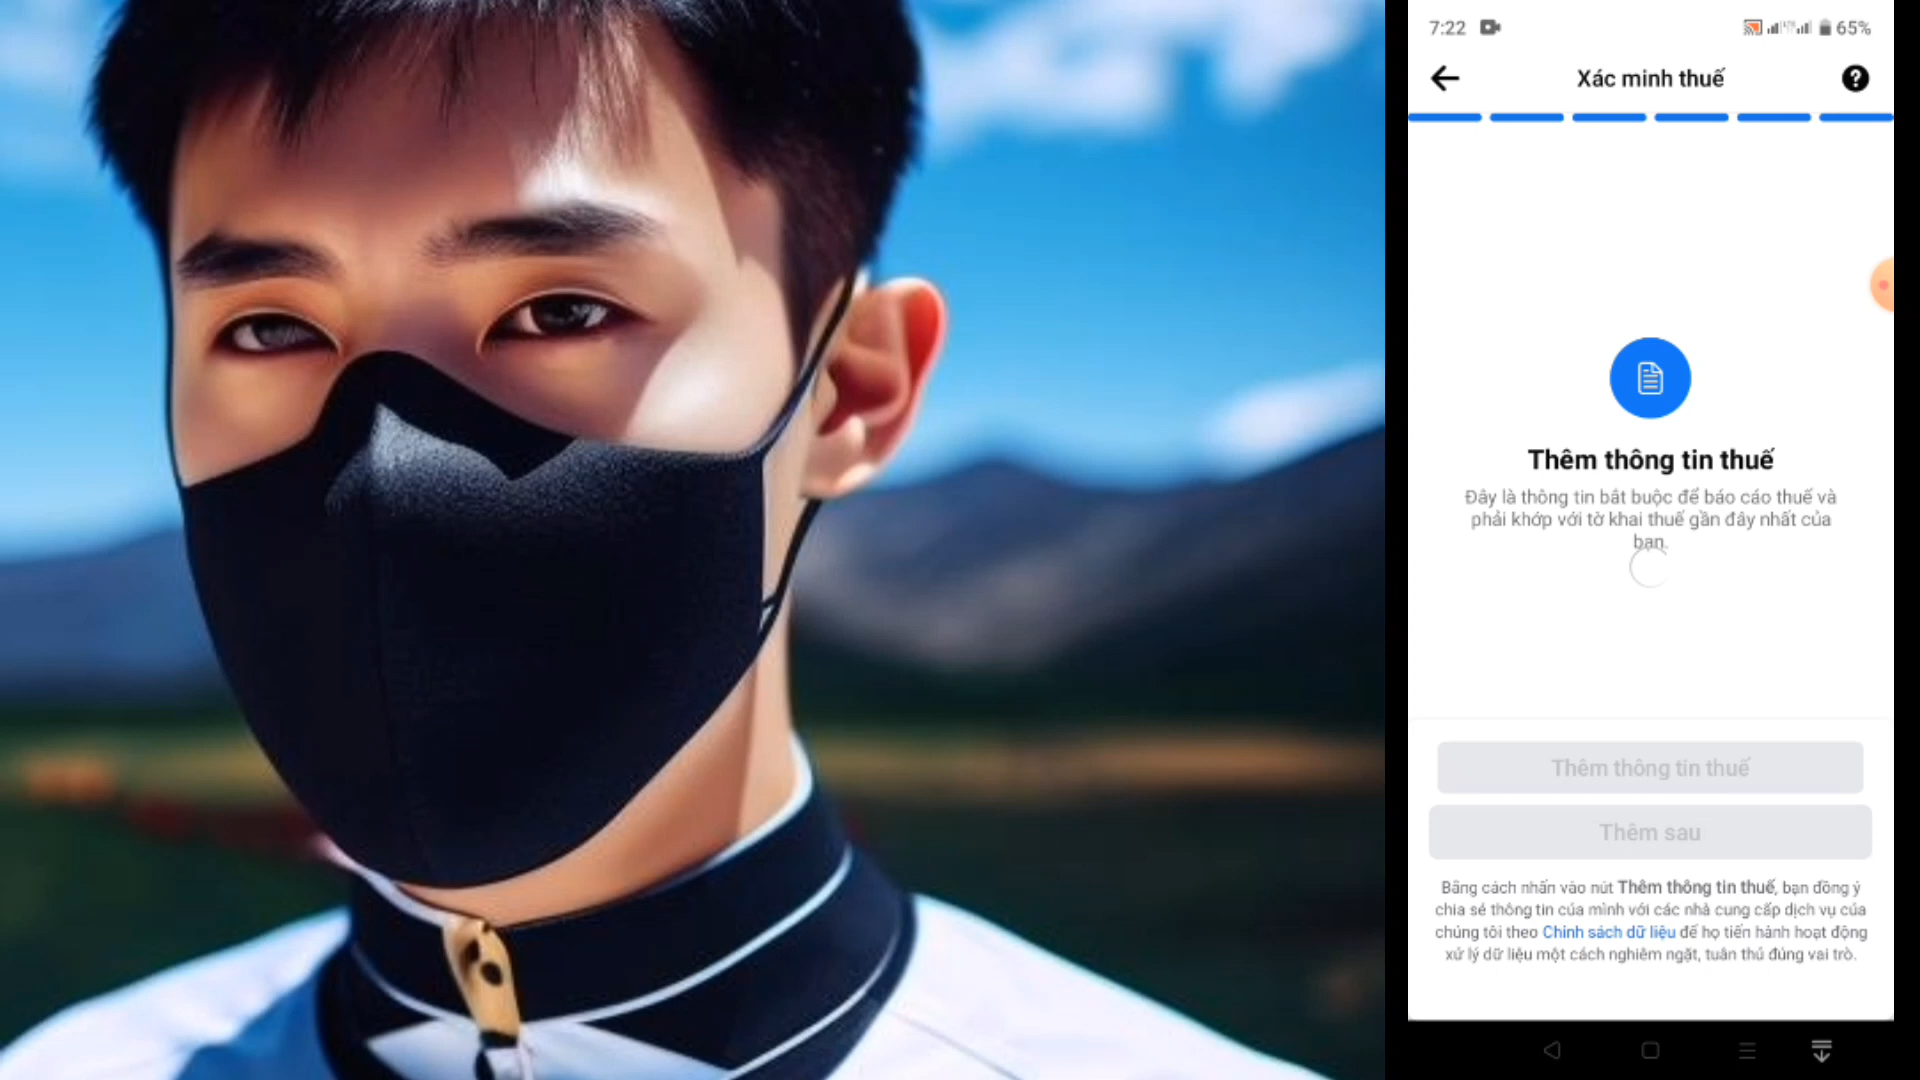 7:22
65%
Xác minh thuế
Thêm thông tin thuế
Đây là thông tin bắt buộc để báo cáo thuế và
phải khớp với tờ khai thuế gần đây nhất của
bạn.
Thêm thông tin thuế
Thêm sau
Bằng cách nhấn vào nút Thêm thông tin thuế, bạn đồng ý
chia sẻ thông tin của mình với các nhà cung cấp dịch vụ của
chúng tôi theo Chính sách dữ liệu để họ tiến hành hoạt động
xử lý dữ liệu một cách nghiêm ngặt, tuân thủ đúng vai trò.